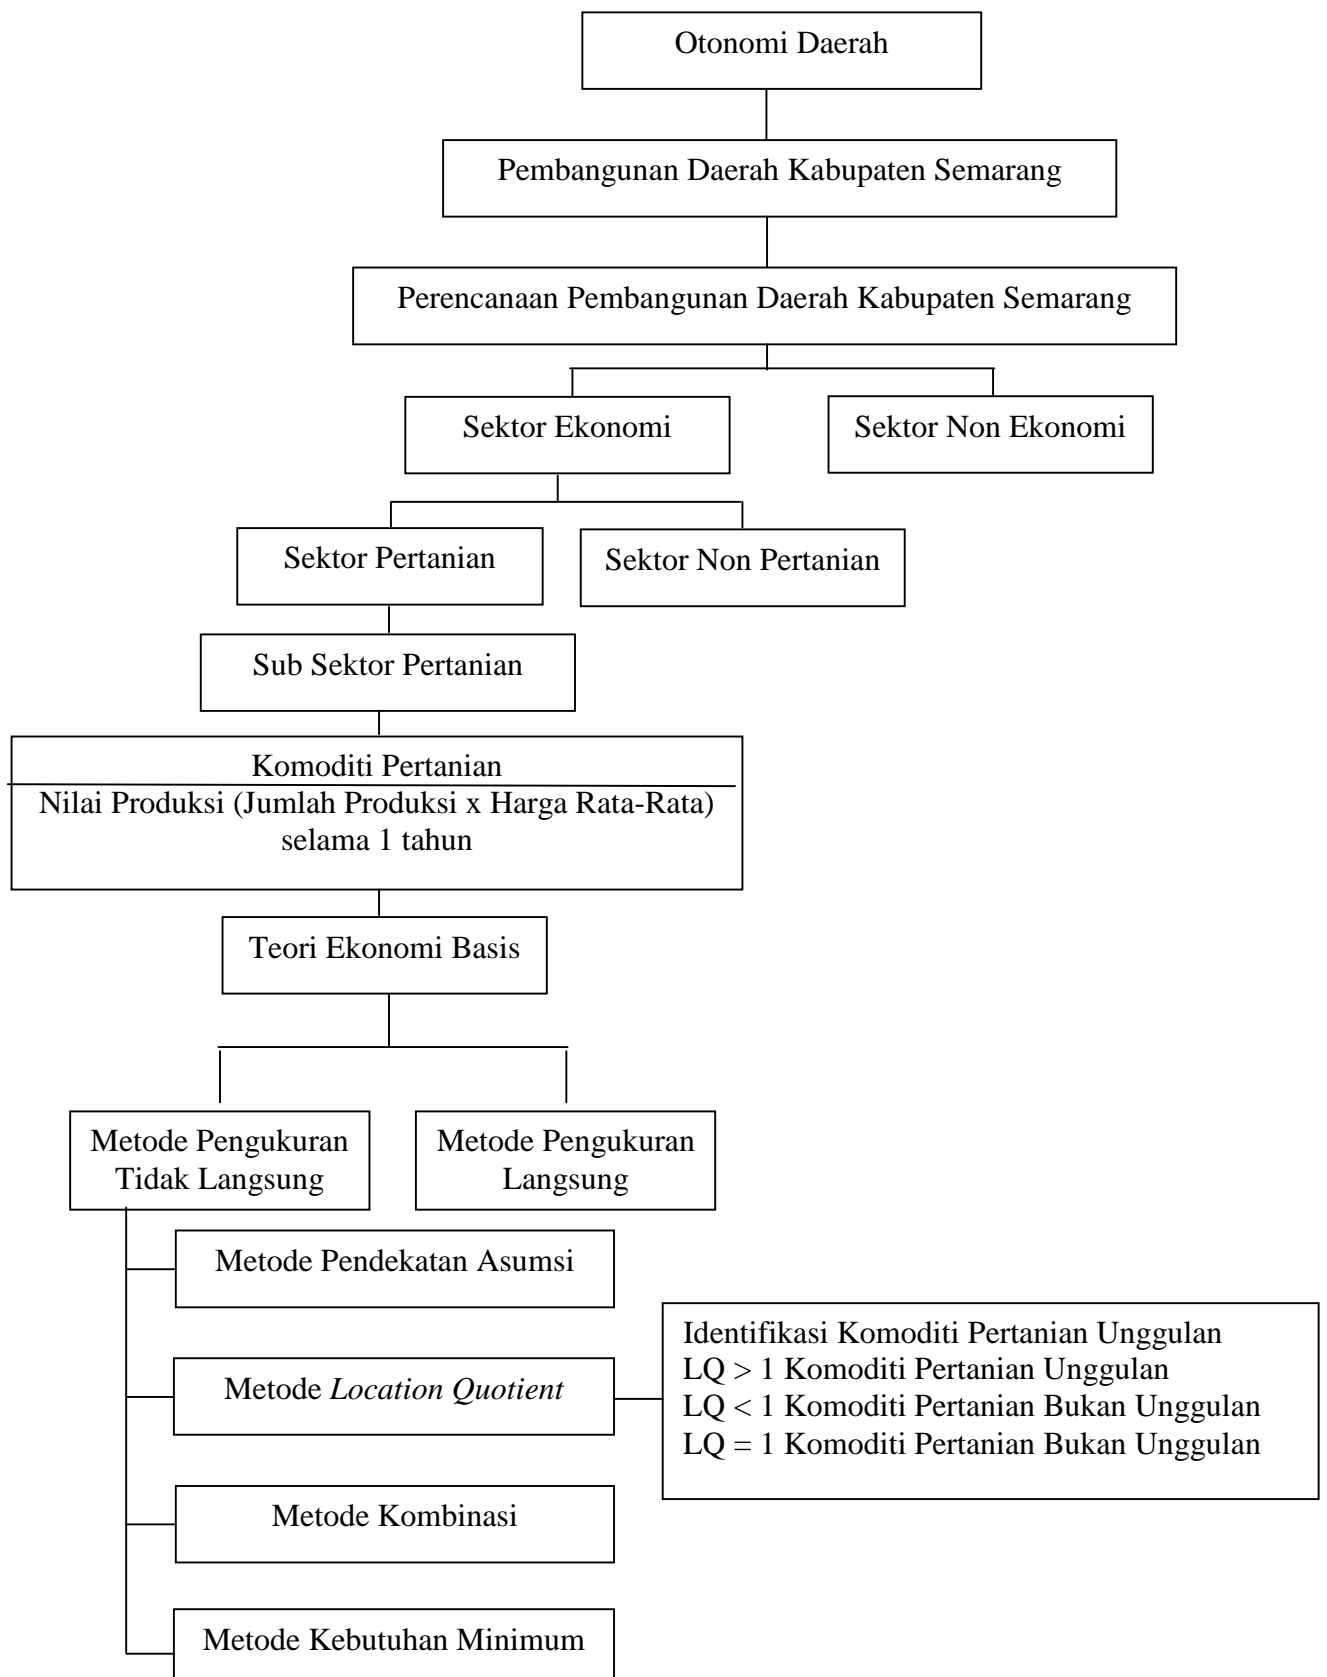 Otonomi Daerah
Pembangunan Daerah Kabupaten Semarang
Perencanaan Pembangunan Daerah Kabupaten Semarang
Sektor Ekonomi
Sektor Non Ekonomi
Sektor Pertanian
Sektor Non Pertanian
Sub Sektor Pertanian
Komoditi Pertanian
Nilai Produksi (Jumlah Produksi x Harga Rata-Rata)
selama 1 tahun
Teori Ekonomi Basis
Metode Pengukuran
Tidak Langsung
Metode Pengukuran
Langsung
Metode Pendekatan Asumsi
Metode Location Quotient
Identifikasi Komoditi Pertanian Unggulan
LQ > 1 Komoditi Pertanian Unggulan
LQ < 1 Komoditi Pertanian Bukan Unggulan
LQ = 1 Komoditi Pertanian Bukan Unggulan
Metode Kombinasi
Metode Kebutuhan Minimum